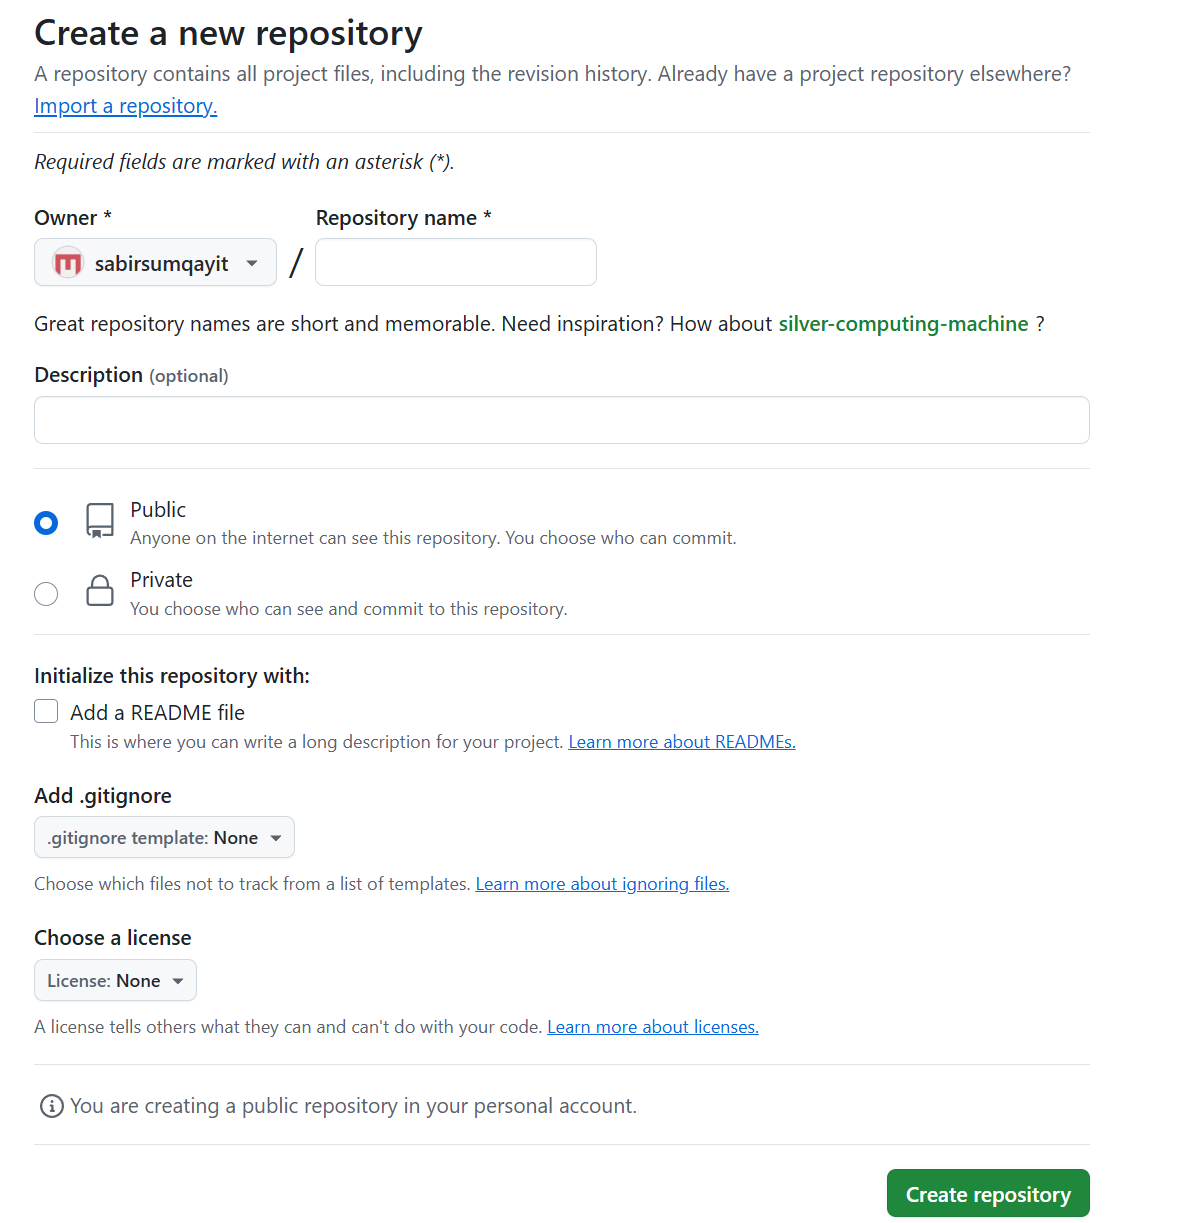 Create a new repository
A repository contains all project files, including the revision history. Already have a project repository elsewhere?
Import a repository.
Required fields are marked with an asterisk (*).
Owner * Repository name *
sabirsumqayit /
Great repository names are short and memorable. Need inspiration? How about silver-computing-machine ?
Description (optional)
Public
Anyone on the internet can see this repository. You choose who can commit.
Private
You choose who can see and commit to this repository.
Initialize this repository with:
Add a README file
This is where you can write a long description for your project. Learn more about READMEs.
Add .gitignore
.gitignore template: None
Choose which files not to track from a list of templates. Learn more about ignoring files.
Choose a license
License: None
A license tells others what they can and can't do with your code. Learn more about licenses.
You are creating a public repository in your personal account.
Create repository